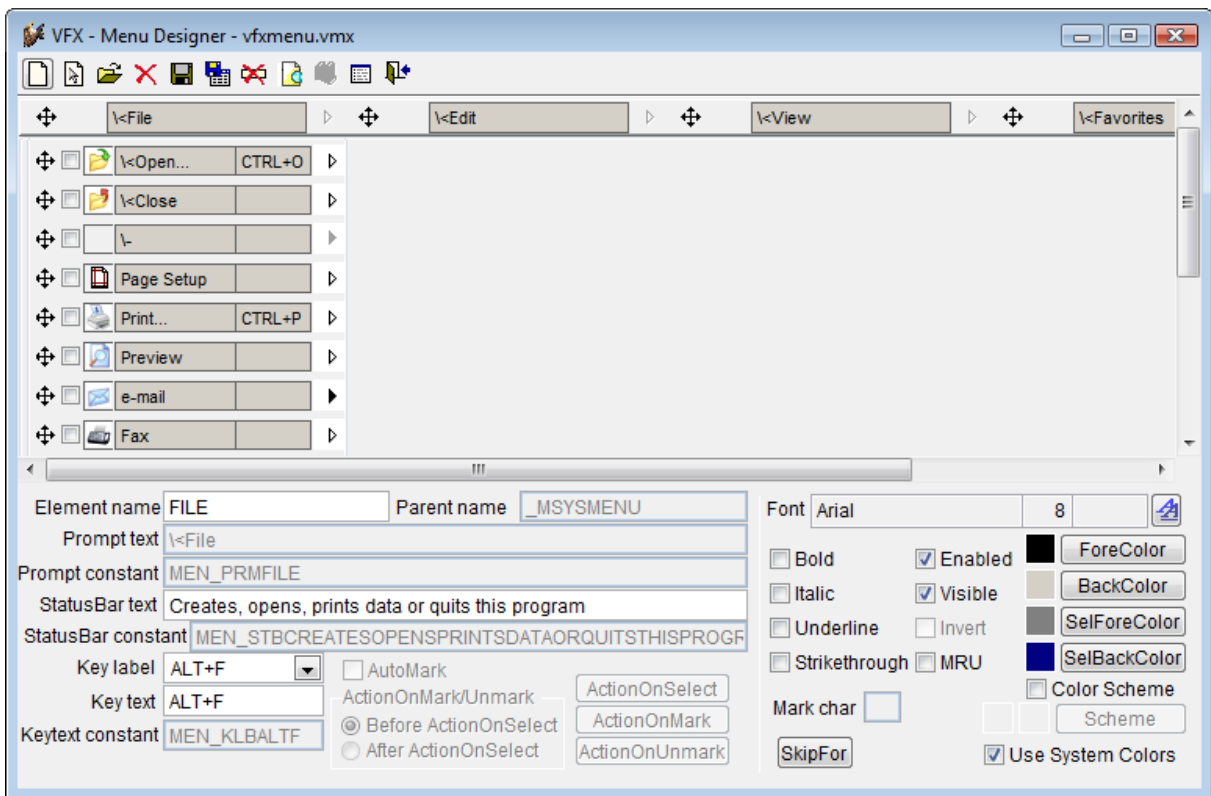 VFX - Menu Designer - vfxmenu.vmx
\<File \<Edit \<View \<Favorites
\<Open... CTRL+O
\<Close
\-
Page Setup
Print... CTRL+P
Preview
e-mail
Fax
Element name FILE Parent name _MSYSMENU Font Arial 8
Prompt text \<File Bold Enabled ForeColor
Prompt constant MEN_PRMFILE Italic Visible BackColor
StatusBar text Creates, opens, prints data or quits this program Underline Invert SelForeColor
StatusBar constant MEN_STBCREATESOPENSPRINTSDATAORQUITSTHISPROGR Strikethrough MRU SelBackColor
Key label ALT+F AutoMark ActionOnSelect Color Scheme
Key text ALT+F ActionOnMark/Unmark Before ActionOnSelect ActionOnMark Mark char Scheme
Keytext constant MEN_KLBALTF After ActionOnSelect ActionOnUnmark SkipFor Use System Colors